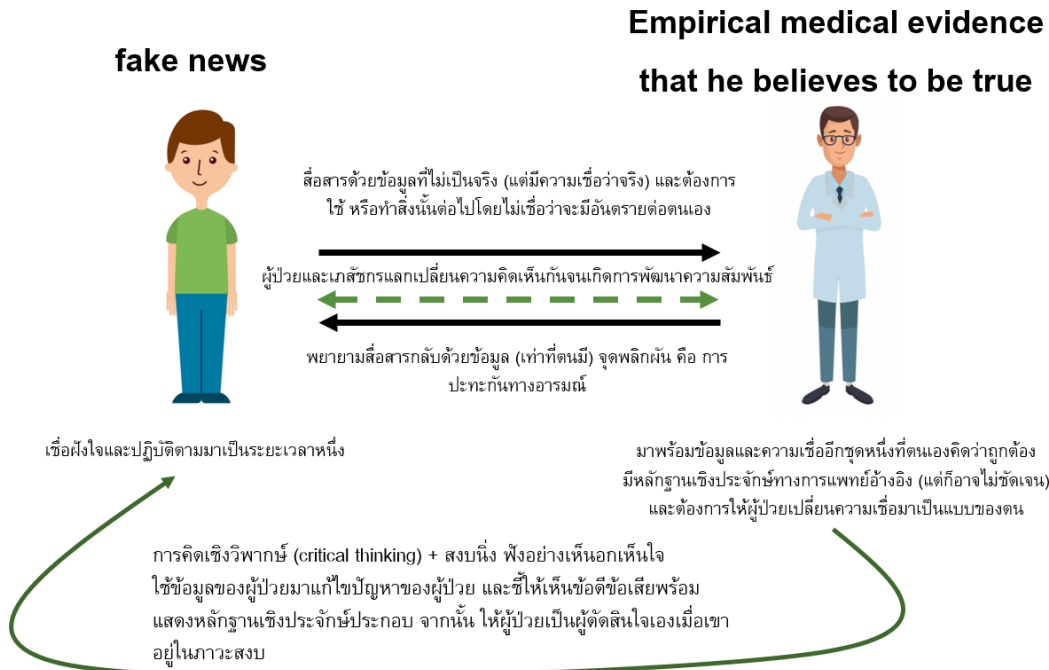 fake news
Empirical medical evidence
that he believes to be true
สื่อสารด้วยข้อมูลที่ไม่เป็นจริง (แต่มีความเชื่อว่าจริง) และต้องการ
ใช้ หรือทำสิ่งนั้นต่อไปโดยไม่เชื่อว่าจะมีอันตรายต่อตนเอง
ผู้ป่วยและเภสัชกรแลกเปลี่ยนความคิดเห็นกันจนเกิดการพัฒนาความสัมพันธ์
พยายามสื่อสารกลับด้วยข้อมูล (เท่าที่ตนมี) จุดพลิกผัน คือ การ
ปะทะกันทางอารมณ์
เชื่อฝังใจและปฏิบัติตามมาเป็นระยะเวลาหนึ่ง
มาพร้อมข้อมูลและความเชื่ออีกชุดหนึ่งที่ตนเองคิดว่าถูกต้อง
มีหลักฐานเชิงประจักษ์ทางการแพทย์อ้างอิง (แต่ก็อาจไม่ชัดเจน)
และต้องการให้ผู้ป่วยเปลี่ยนความเชื่อมาเป็นแบบของตน
การคิดเชิงวิพากษ์ (critical thinking) + สงบนิ่ง ฟังอย่างเห็นอกเห็นใจ
ใช้ข้อมูลของผู้ป่วยมาแก้ไขปัญหาของผู้ป่วย และชี้ให้เห็นข้อดีข้อเสียพร้อม
แสดงหลักฐานเชิงประจักษ์ประกอบ จากนั้น ให้ผู้ป่วยเป็นผู้ตัดสินใจเองเมื่อเขา
อยู่ในภาวะสงบ